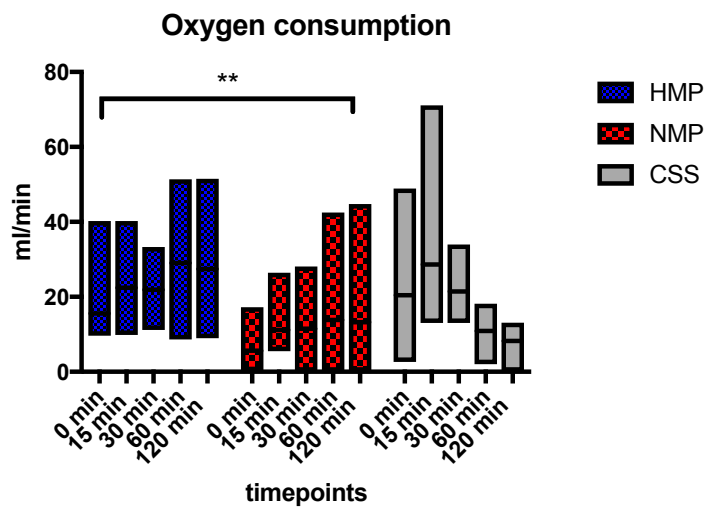 Oxygen consumption
80
60
40
20
0
ml/min
**
HMP
NMP
CSS
0 min
15 min
30 min
60 min
120 min
0 min
15 min
30 min
60 min
120 min
0 min
15 min
30 min
60 min
120 min
timepoints